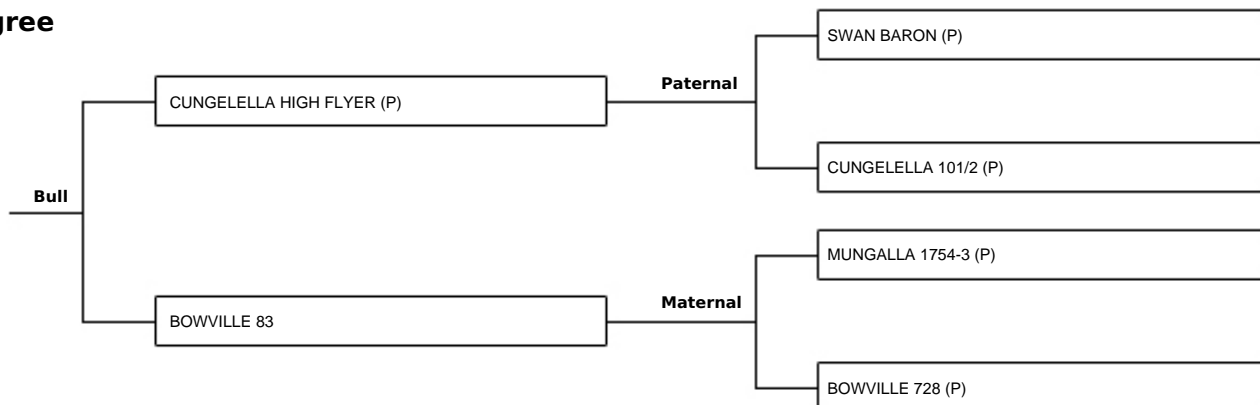 gree
SWAN BARON (P)
Paternal
CUNGELELLA HIGH FLYER (P)
CUNGELELLA 101/2 (P)
Bull
MUNGALLA 1754-3 (P)
Maternal
BOWVILLE 83
BOWVILLE 728 (P)